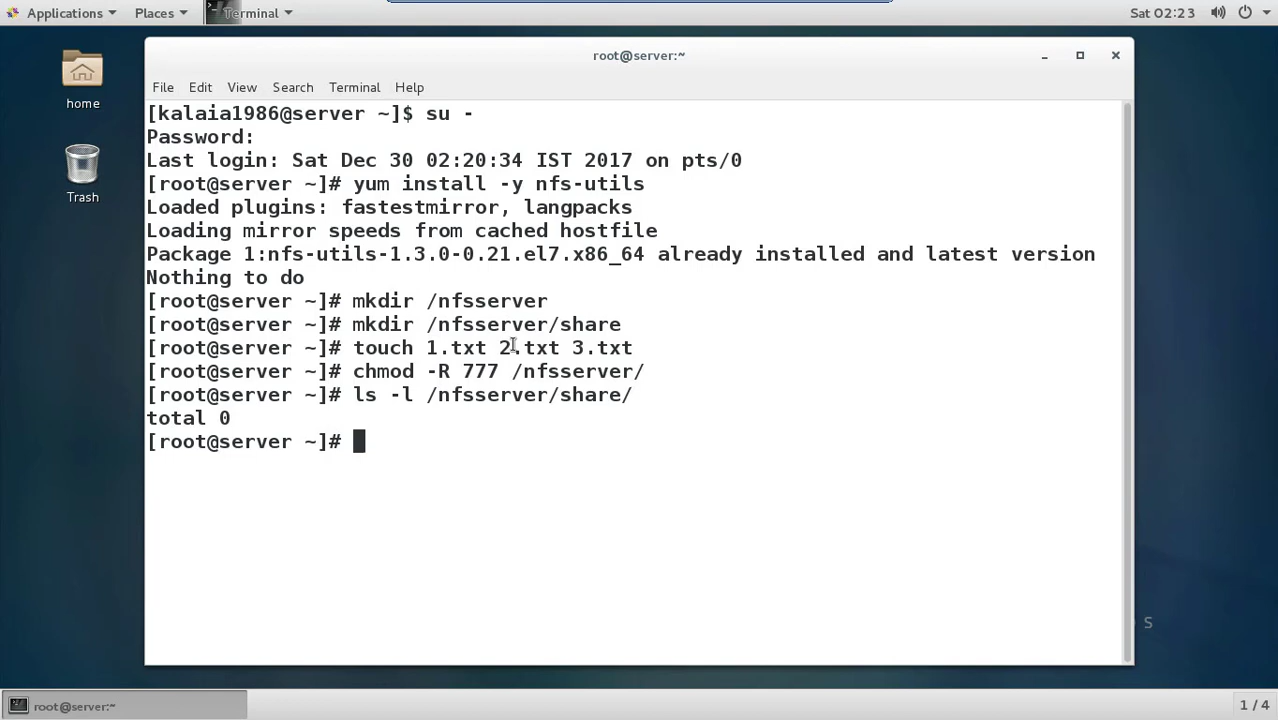 Applications Places Terminal Sat 02:23
root@server:~
File Edit View Search Terminal Help
home
Trash
[kalaia1986@server ~]$ su -
Password:
Last login: Sat Dec 30 02:20:34 IST 2017 on pts/0
[root@server ~]# yum install -y nfs-utils
Loaded plugins: fastestmirror, langpacks
Loading mirror speeds from cached hostfile
Package 1:nfs-utils-1.3.0-0.21.el7.x86_64 already installed and latest version
Nothing to do
[root@server ~]# mkdir /nfsserver
[root@server ~]# mkdir /nfsserver/share
[root@server ~]# touch 1.txt 2.txt 3.txt
[root@server ~]# chmod -R 777 /nfsserver/
[root@server ~]# ls -l /nfsserver/share/
total 0
[root@server ~]#
S
root@server:~ 1 / 4